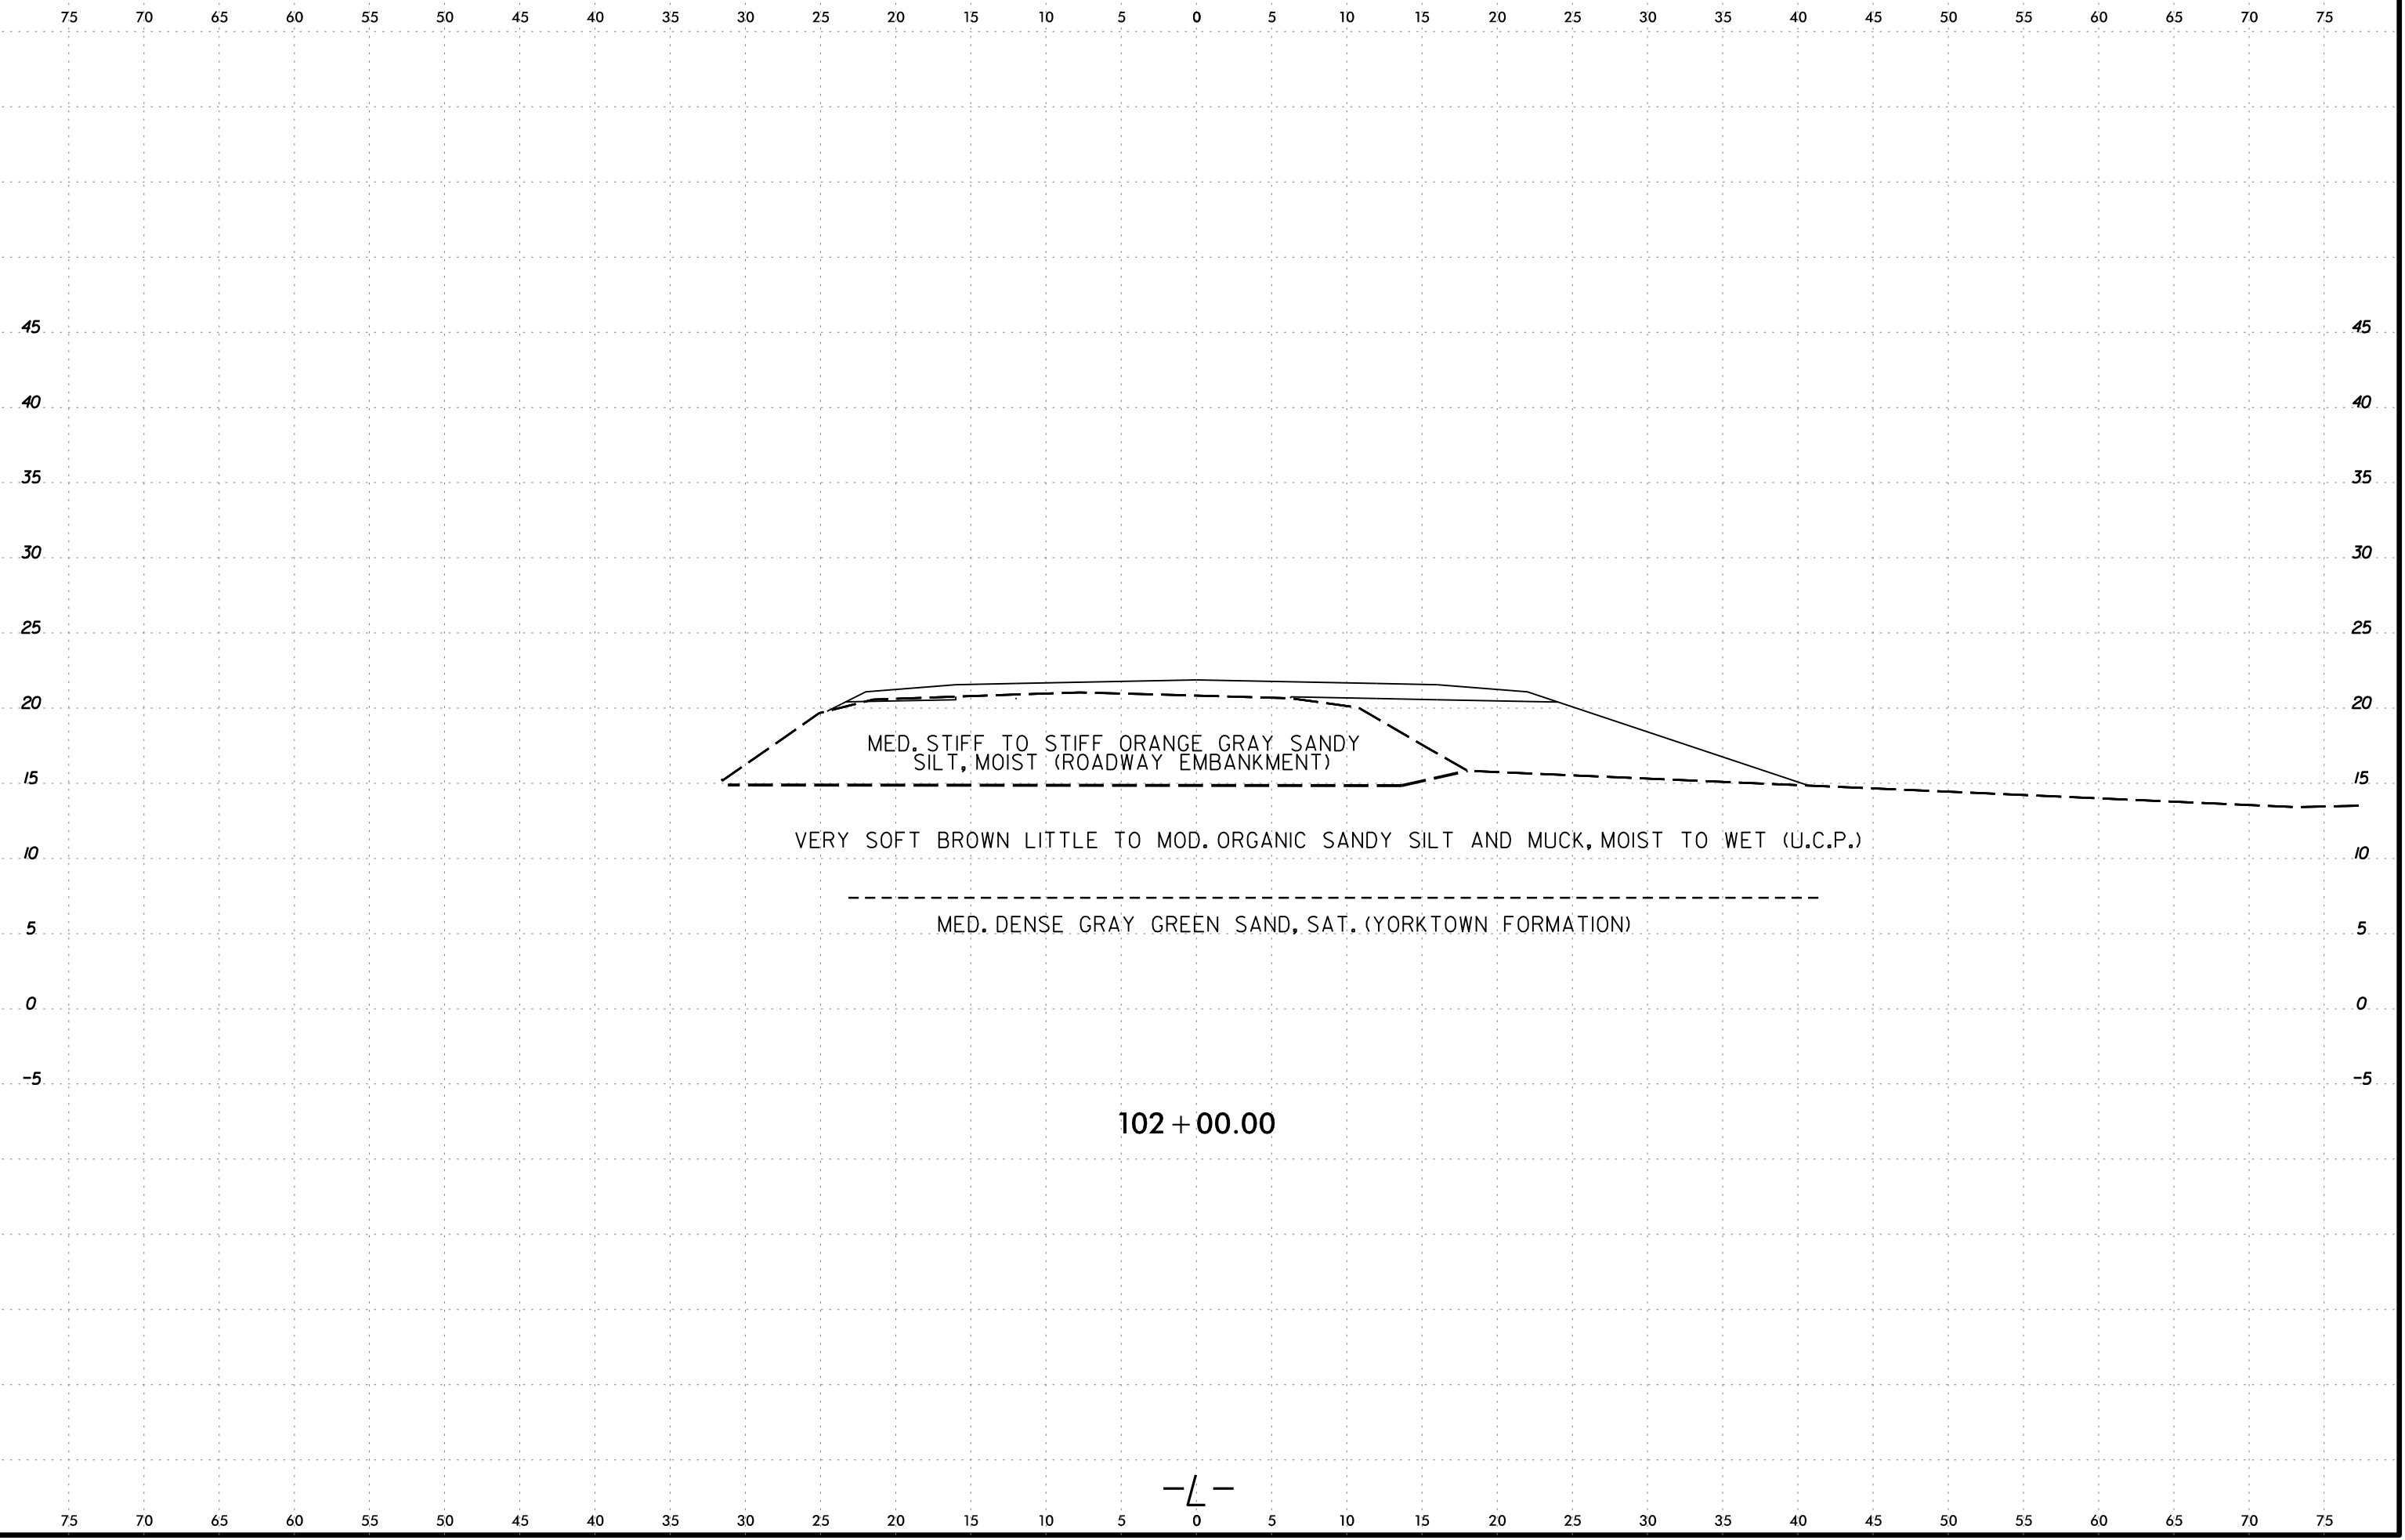 75 70 65 60 55 50 45 40 35 30 25 20 15 10 5 0 5 10 15 20 25 30 35 40 45 50 55 60 65 70 75
45 45
40 40
35 35
30 30
25 25
20 20
MED. STIFF TO STIFF ORANGE GRAY SANDY
SILT, MOIST (ROADWAY EMBANKMENT)
15 15
VERY SOFT BROWN LITTLE TO MOD. ORGANIC SANDY SILT AND MUCK, MOIST TO WET (U.C.P.)
10 10
MED. DENSE GRAY GREEN SAND, SAT. (YORKTOWN FORMATION)
5 5
0 0
-5 -5
102+00.00
-L-
75 70 65 60 55 50 45 40 35 30 25 20 15 10 5 0 5 10 15 20 25 30 35 40 45 50 55 60 65 70 75